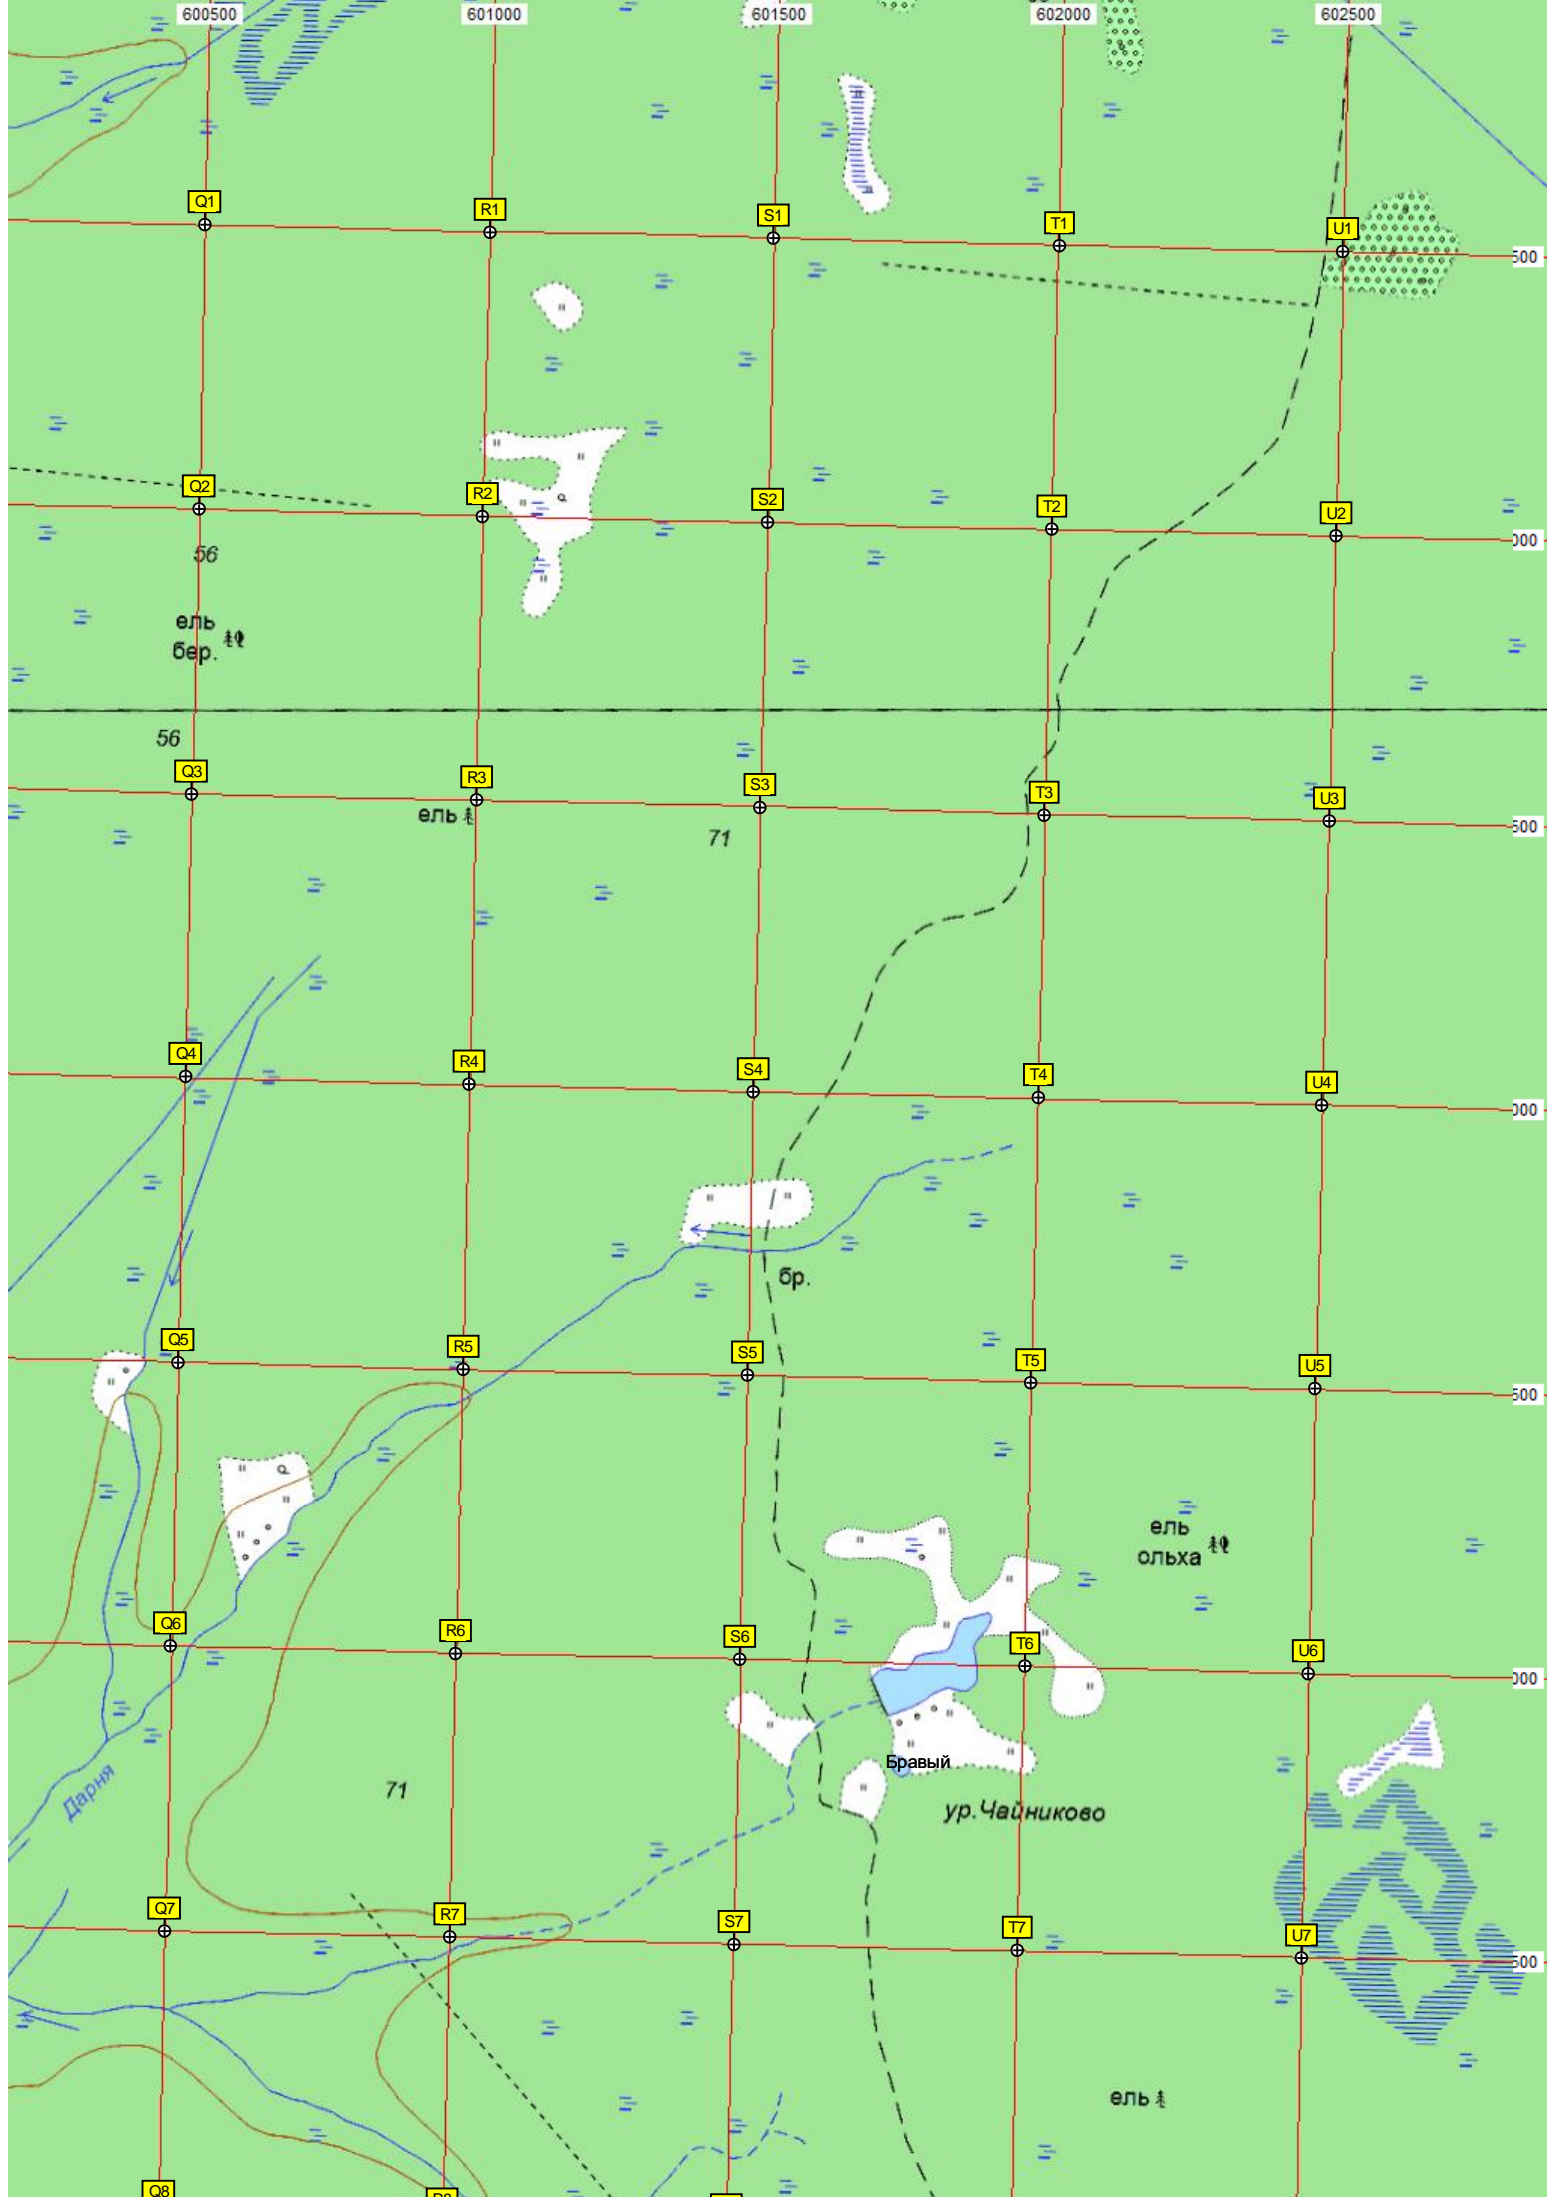 600500 601000 601500 602000 602500
Q1 R1 S1 T1 U1
500
Q2 R2 S2 T2 U2
000
56
ель
бер.
56
Q3 R3 S3 T3 U3
500
ель
71
Q4 R4 S4 T4 U4
000
бр.
Q5 R5 S5 T5 U5
500
ель
ольха
Q6 R6 S6 T6 U6
000
Бравый
Дарня
71
ур.Чайниково
Q7 R7 S7 T7 U7
500
ель
Q8